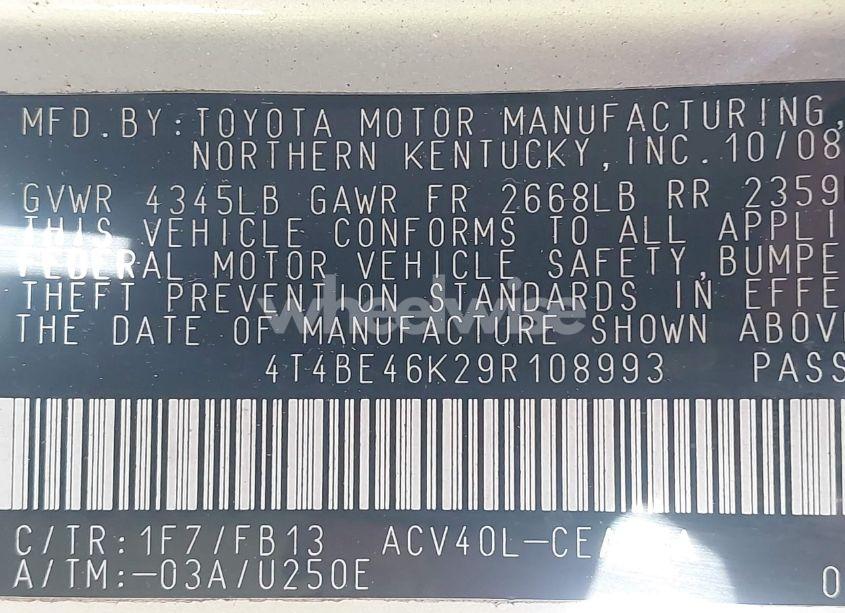 MFD.BY:TOYOTA MOTOR MANUFACTURING,
NORTHERN KENTUCKY,INC.10/08
GVWR 4345LB GAWR FR 2668LB RR 2359
THIS VEHICLE CONFORMS TO ALL APPLI
FEDERAL MOTOR VEHICLE SAFETY,BUMPE
THEFT PREVENTION STANDARDS IN EFFE
THE DATE OF MANUFACTURE SHOWN ABOV
wheelwise
4T4BE46K29R108993 PASS
C/TR:1F7/FB13 ACV40L-CE
A/TM:-03A/U250E 0